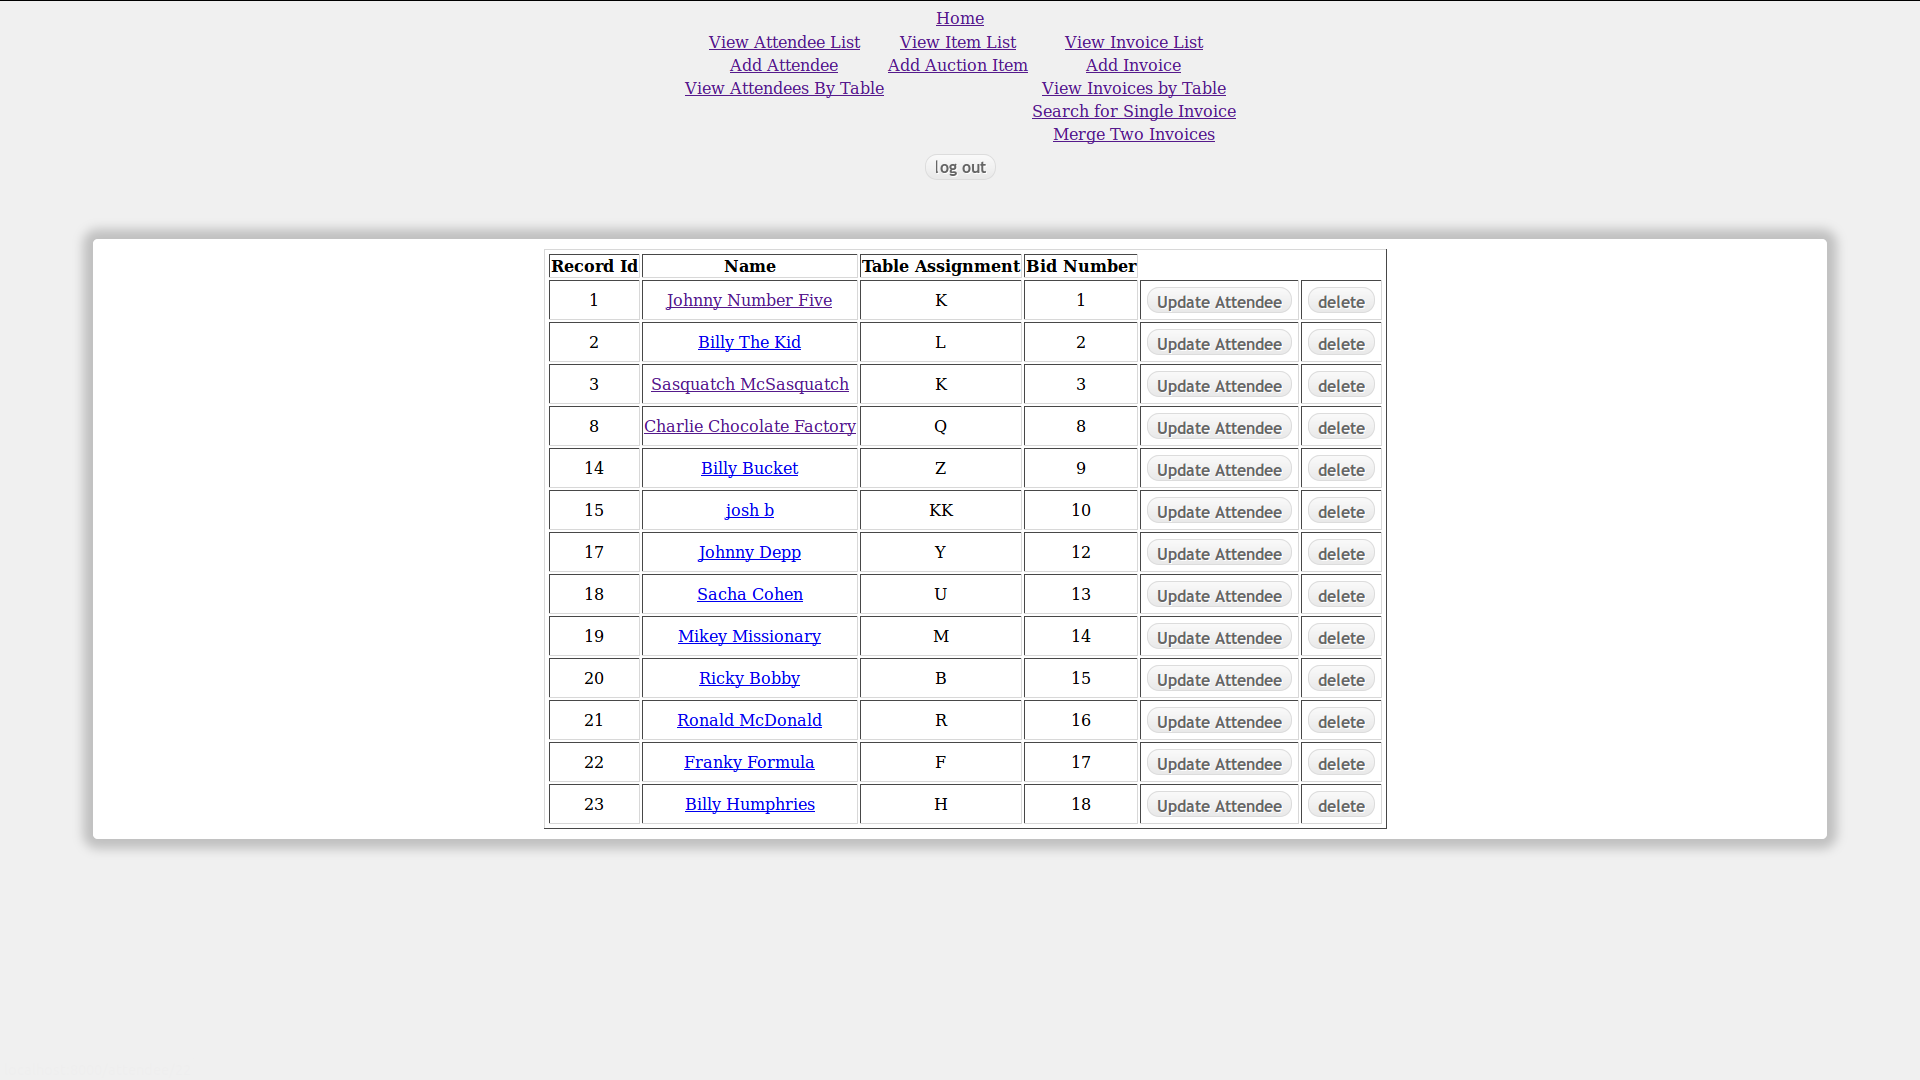 Home
View Attendee List View Item List View Invoice List
Add Attendee Add Auction Item Add Invoice
View Attendees By Table View Invoices by Table
Search for Single Invoice
Merge Two Invoices
log out
Record Id Name Table Assignment Bid Number
1 Johnny Number Five K 1 Update Attendee delete
2 Billy The Kid L 2 Update Attendee delete
3 Sasquatch McSasquatch K 3 Update Attendee delete
8 Charlie Chocolate Factory Q 8 Update Attendee delete
14 Billy Bucket Z 9 Update Attendee delete
15 josh b KK 10 Update Attendee delete
17 Johnny Depp Y 12 Update Attendee delete
18 Sacha Cohen U 13 Update Attendee delete
19 Mikey Missionary M 14 Update Attendee delete
20 Ricky Bobby B 15 Update Attendee delete
21 Ronald McDonald R 16 Update Attendee delete
22 Franky Formula F 17 Update Attendee delete
23 Billy Humphries H 18 Update Attendee delete